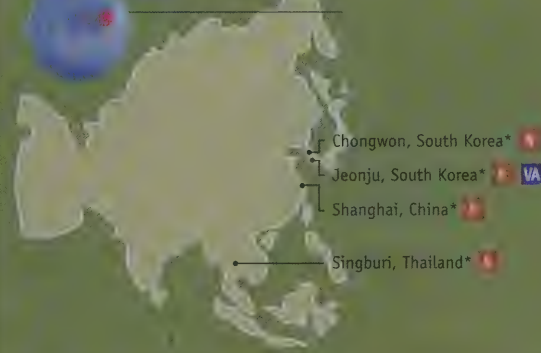 Chongwon, South Korea*
Jeonju, South Korea* VA
Shanghai, China*
Singburi, Thailand*